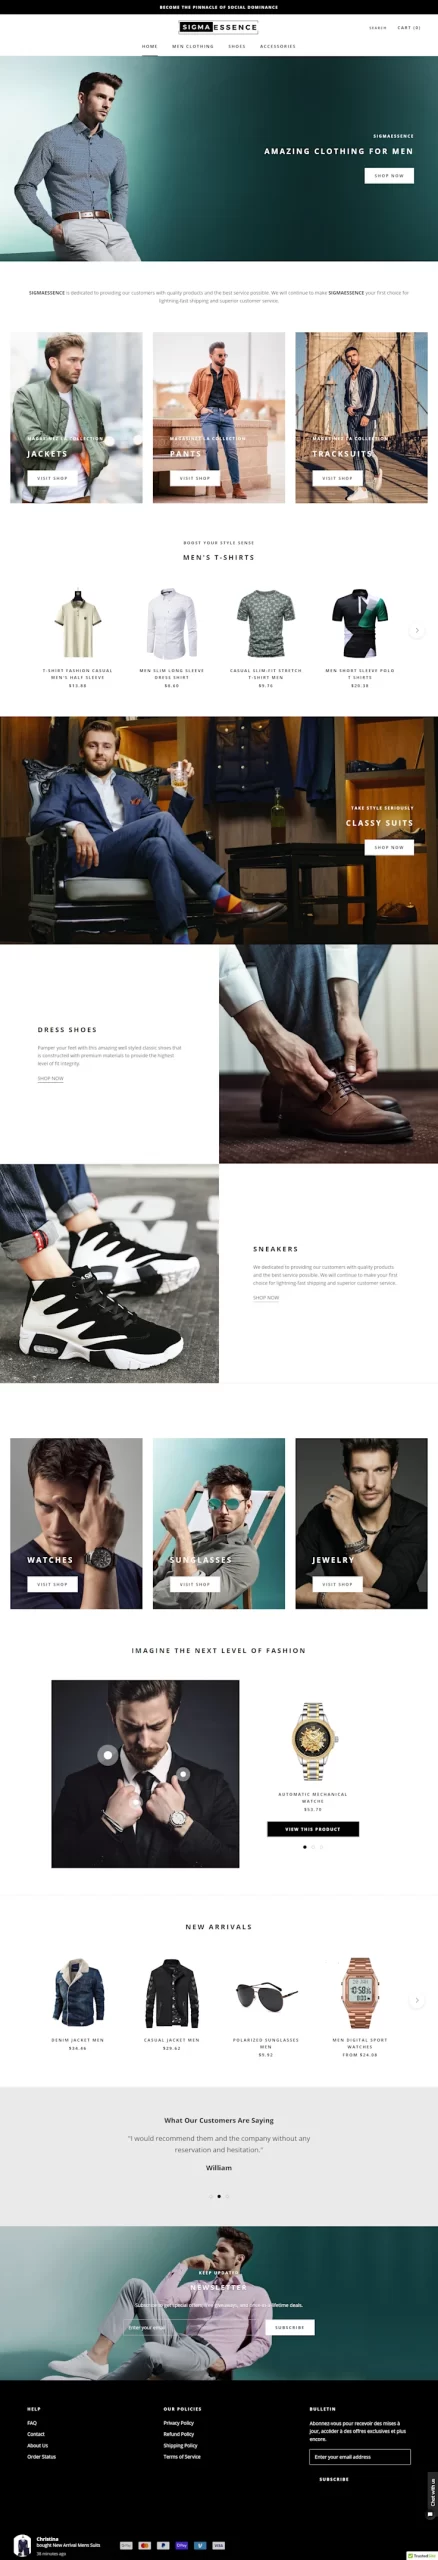 BECOME THE PINNACLE OF SOCIAL DOMINANCE
SIGMAESSENCE
SEARCH
CART (0)
HOME
MEN CLOTHING
SHOES
ACCESSORIES
SIGMAESSENCE
AMAZING CLOTHING FOR MEN
SHOP NOW
SIGMAESSENCE is dedicated to providing our customers with quality products and the best service possible. We will continue to make SIGMAESSENCE your first choice for
lightning-fast shipping and superior customer service.
MAGASINEZ LA COLLECTION
JACKETS
VISIT SHOP
MAGASINEZ LA COLLECTION
PANTS
VISIT SHOP
MAGASINEZ LA COLLECTION
TRACKSUITS
VISIT SHOP
BOOST YOUR STYLE SENSE
MEN'S T-SHIRTS
T-SHIRT FASHION CASUAL
MEN'S HALF SLEEVE
MEN SLIM LONG SLEEVE
DRESS SHIRT
CASUAL SLIM-FIT STRETCH
T-SHIRT MEN
$9.76
MEN SHORT SLEEVE POLO
T SHIRTS
$20.38
TAKE STYLE SERIOUSLY
CLASSY SUITS
SHOP NOW
DRESS SHOES
Pamper your feet with this amazing well styled classic shoes that
is constructed with premium materials to provide the highest
level of fit integrity.
SHOP NOW
SNEAKERS
We dedicated to providing our customers with quality products
and the best service possible. We will continue to make your first
choice for lightning-fast shipping and superior customer service.
SHOP NOW
WATCHES
VISIT SHOP
SUNGLASSES
VISIT SHOP
JEWELRY
VISIT SHOP
IMAGINE THE NEXT LEVEL OF FASHION
AUTOMATIC MECHANICAL
WATCHE
$53.70
VIEW THIS PRODUCT
NEW ARRIVALS
DENIM JACKET MEN
$34.46
CASUAL JACKET MEN
$29.62
POLARIZED SUNGLASSES
MEN
$9.92
MEN DIGITAL SPORT
WATCHES
FROM $24.08
What Our Customers Are Saying
"I would recommend them and the company without any
reservation and hesitation."
William
KEEP UPDATED
NEWSLETTER
Subscribe to get special offers, free giveaways, and once-in-a-lifetime deals.
Enter your email
SUBSCRIBE
HELP
FAQ
Contact
About Us
Order Status
OUR POLICIES
Privacy Policy
Refund Policy
Shipping Policy
Terms of Service
BULLETIN
Abonnez-vous pour recevoir des mises à
jour, accéder à des offres exclusives et plus
encore.
Enter your email address
SUBSCRIBE
Chat with us
Christina
bought New Arrival Mens Suits
36 minutes ago
VISA
TrustedSite